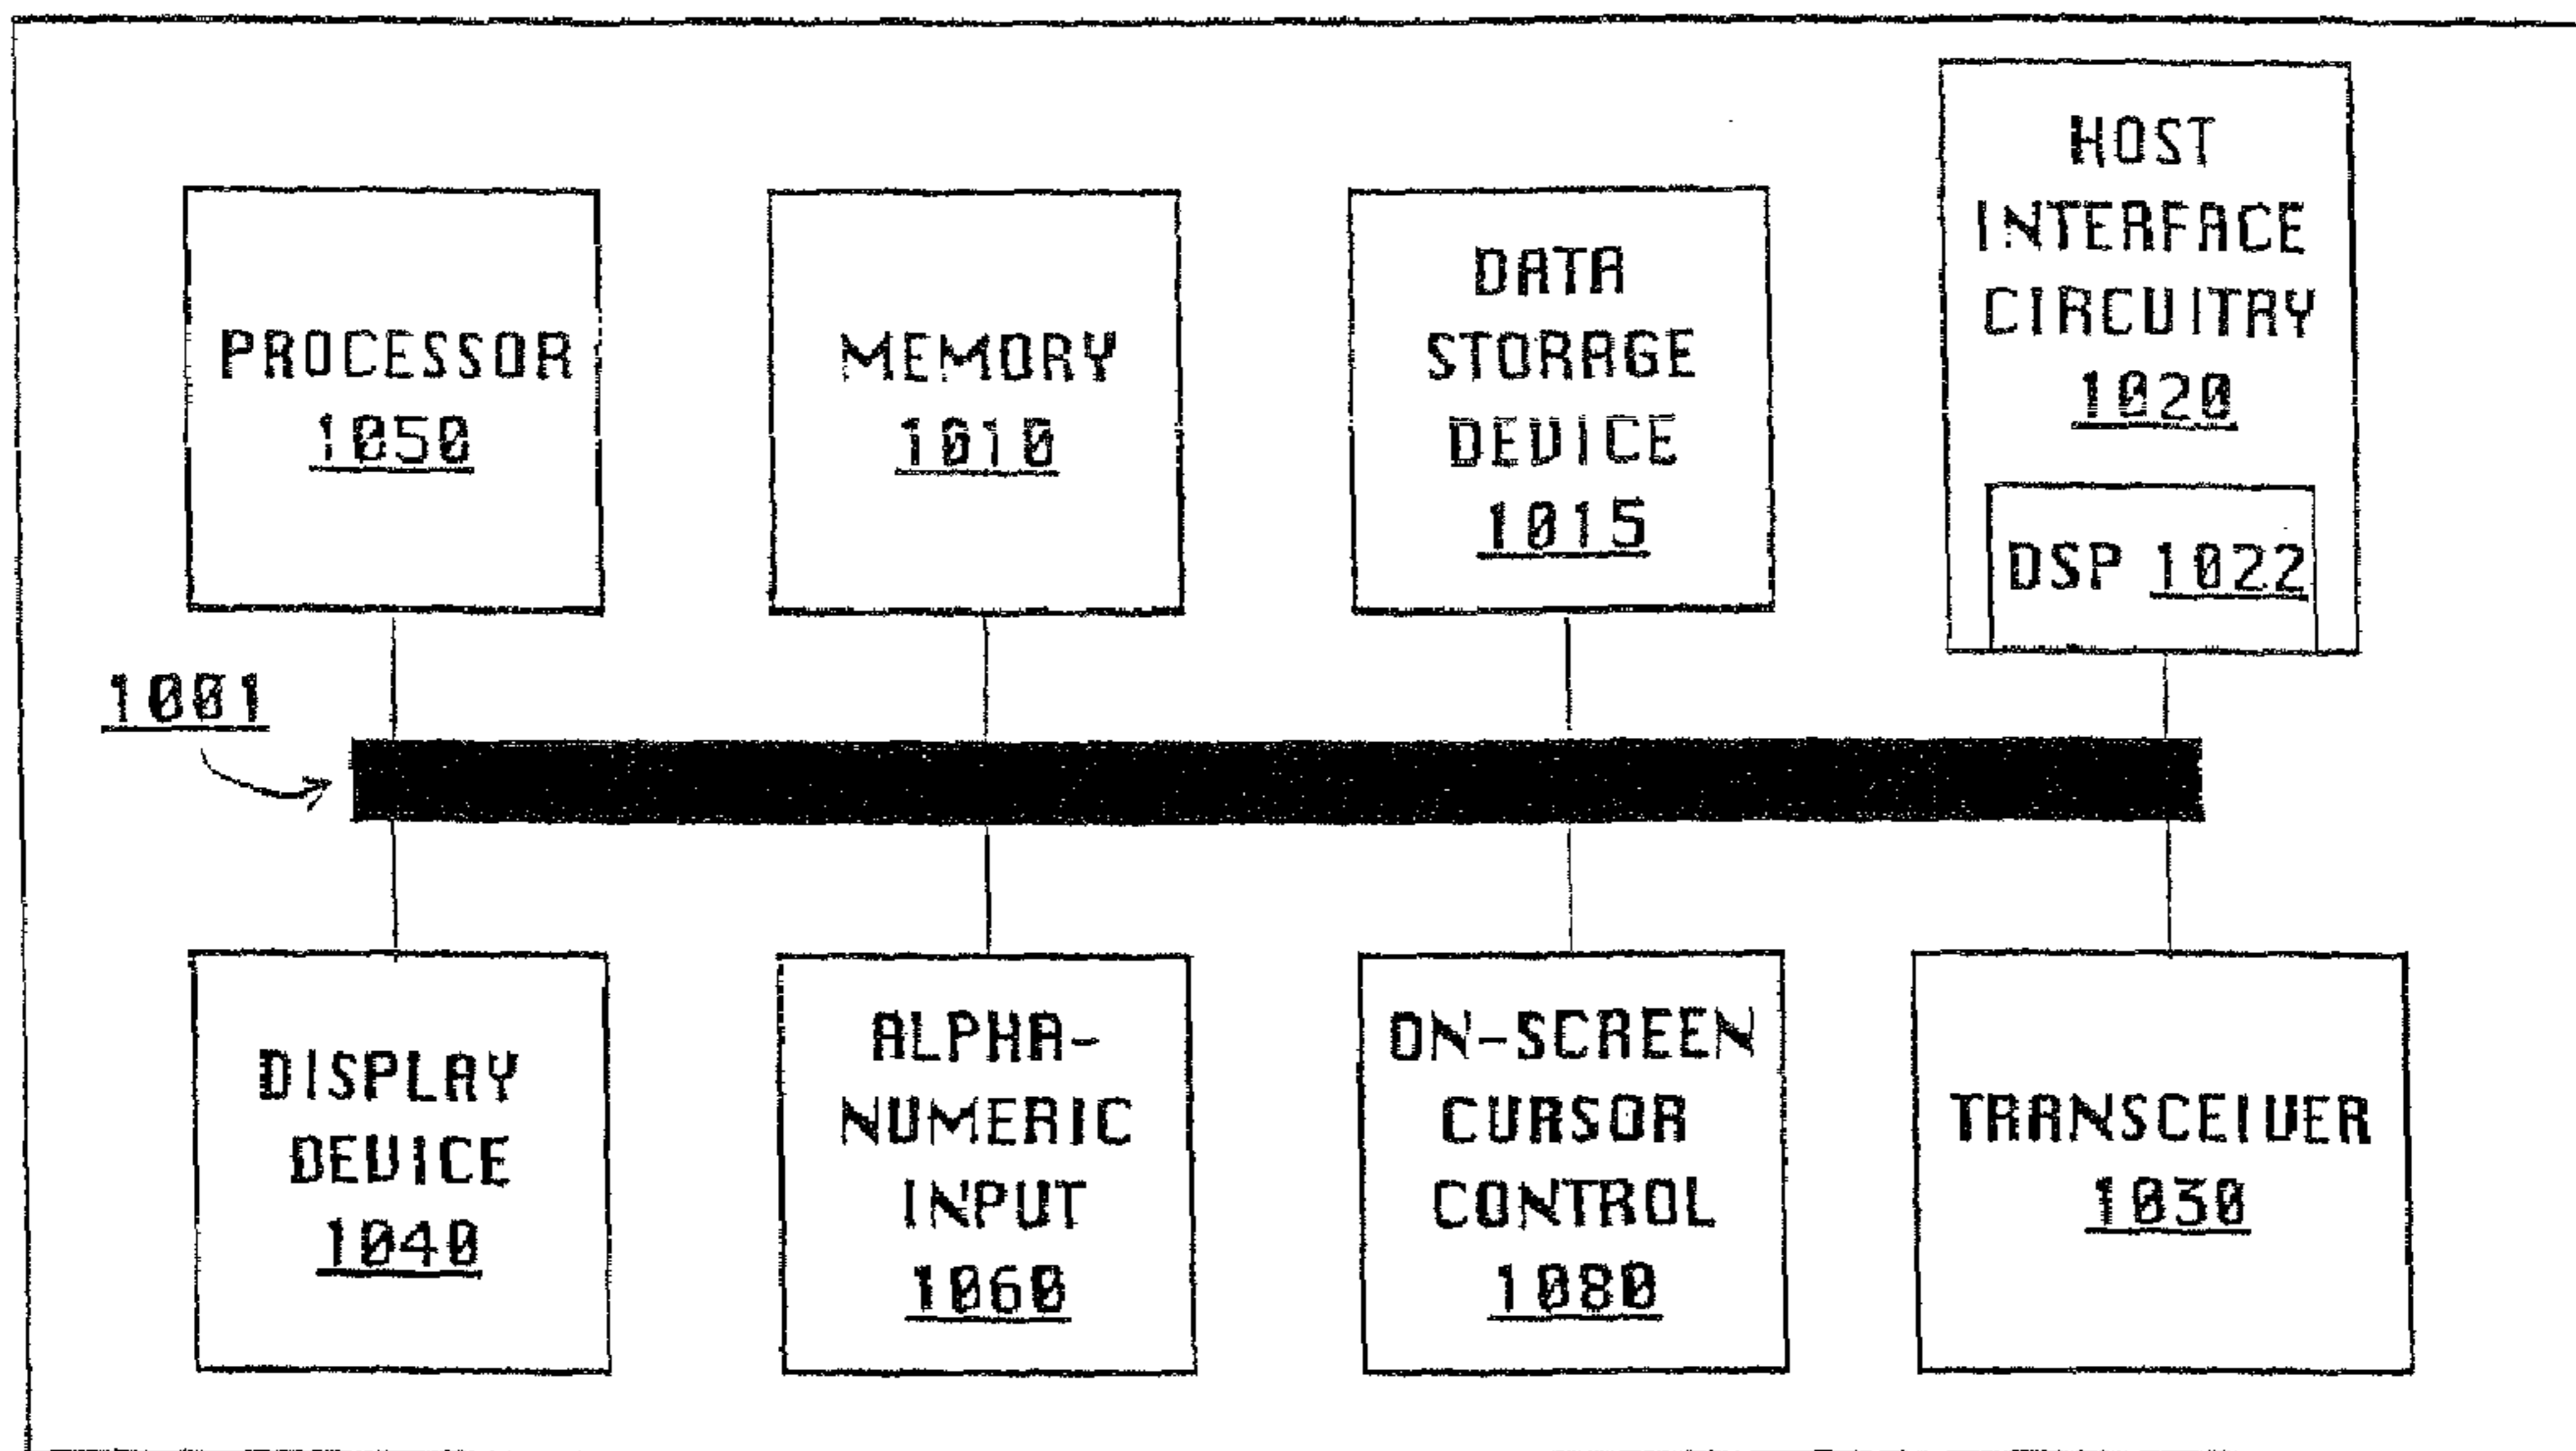 PROCESSOR
1050
MEMORY
1010
DATA
STORAGE
DEVICE
1015
HOST
INTERFACE
CIRCUITRY
1020
DSP 1022
1001
DISPLAY
DEVICE
1040
ALPHA-
NUMERIC
INPUT
1060
ON-SCREEN
CURSOR
CONTROL
1080
TRANSCEIVER
1030